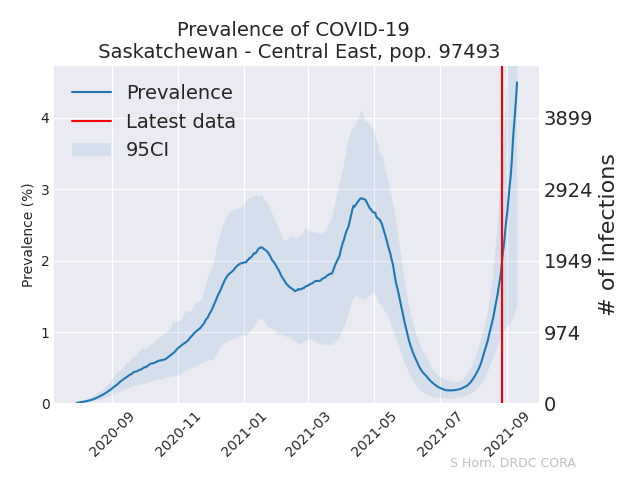 Prevalence of COVID-19
Saskatchewan - Central East, pop. 97493
Prevalence
Latest data
95CI
Prevalence (%)
4
3
2
1
0
3899
2924
1949
974
0
# of infections
2020-09
2020-11
2021-01
2021-03
2021-05
2021-07
2021-09
S Horn, DRDC CORA